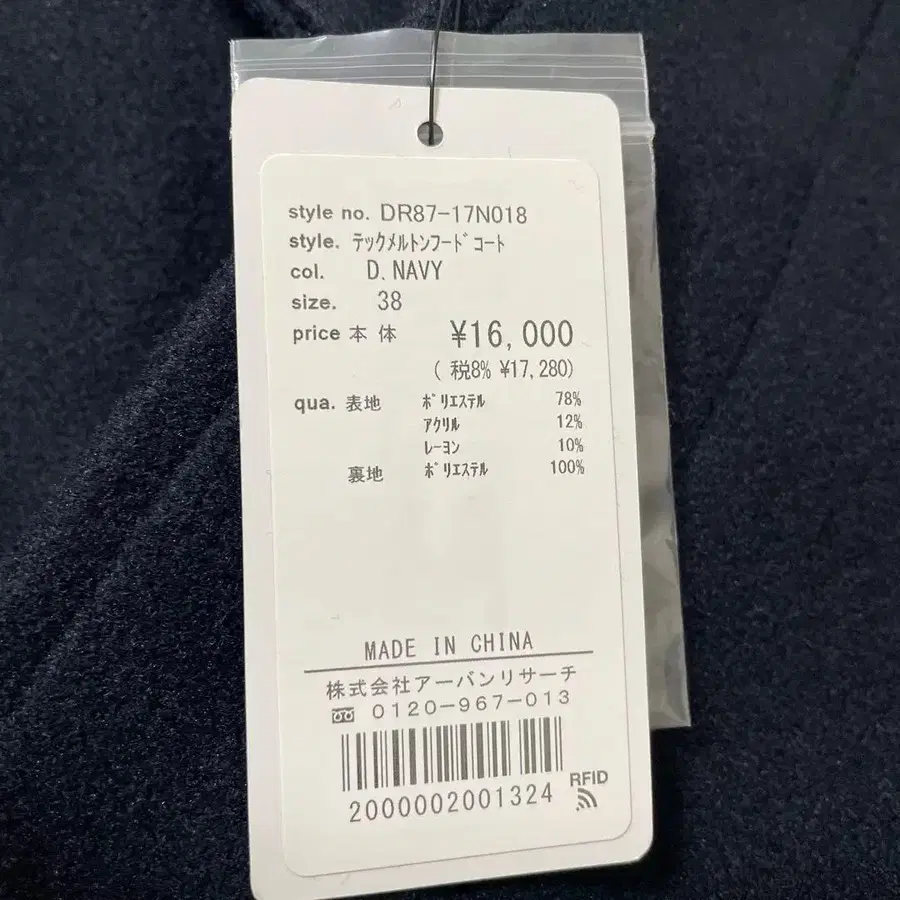 style no. DR87-17N018
style. ﾃｯｸﾒﾙﾄﾝﾌｰﾄﾞｺｰﾄ
col. D.NAVY
size. 38
price 本 体 ¥16,000
( 税8% ¥17,280)
qua. 表地 ﾎﾟﾘｴｽﾃﾙ 78%
ｱｸﾘﾙ 12%
ﾚｰﾖﾝ 10%
裏地 ﾎﾟﾘｴｽﾃﾙ 100%
MADE IN CHINA
株式会社アーバンリサーチ
0120-967-013
2000002001324
RFID